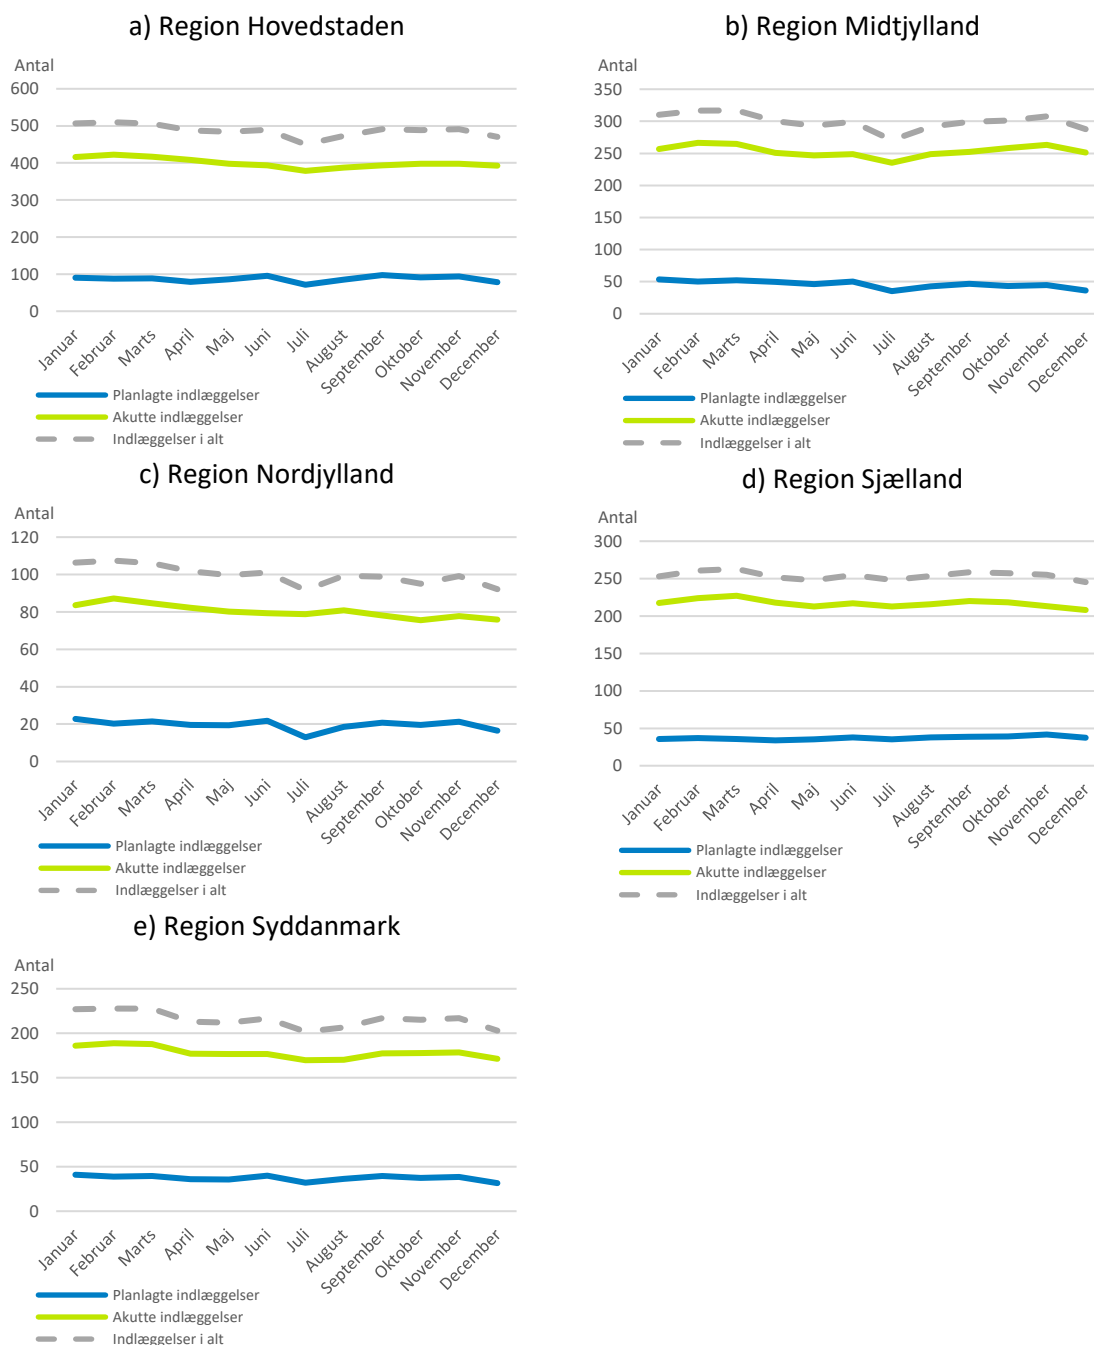 a) Region Hovedstaden
Antal
600
500
400
300
200
100
0
Januar
Februar
Marts
April
Maj
Juni
Juli
August
September
Oktober
November
December
Planlagte indlæggelser
Akutte indlæggelser
Indlæggelser i alt
b) Region Midtjylland
Antal
350
300
250
200
150
100
50
0
Januar
Februar
Marts
April
Maj
Juni
Juli
August
September
Oktober
November
December
Planlagte indlæggelser
Akutte indlæggelser
Indlæggelser i alt
c) Region Nordjylland
Antal
120
100
80
60
40
20
0
Januar
Februar
Marts
April
Maj
Juni
Juli
August
September
Oktober
November
December
Planlagte indlæggelser
Akutte indlæggelser
Indlæggelser i alt
d) Region Sjælland
Antal
300
250
200
150
100
50
0
Januar
Februar
Marts
April
Maj
Juni
Juli
August
September
Oktober
November
December
Planlagte indlæggelser
Akutte indlæggelser
Indlæggelser i alt
e) Region Syddanmark
Antal
250
200
150
100
50
0
Januar
Februar
Marts
April
Maj
Juni
Juli
August
September
Oktober
November
December
Planlagte indlæggelser
Akutte indlæggelser
Indlæggelser i alt